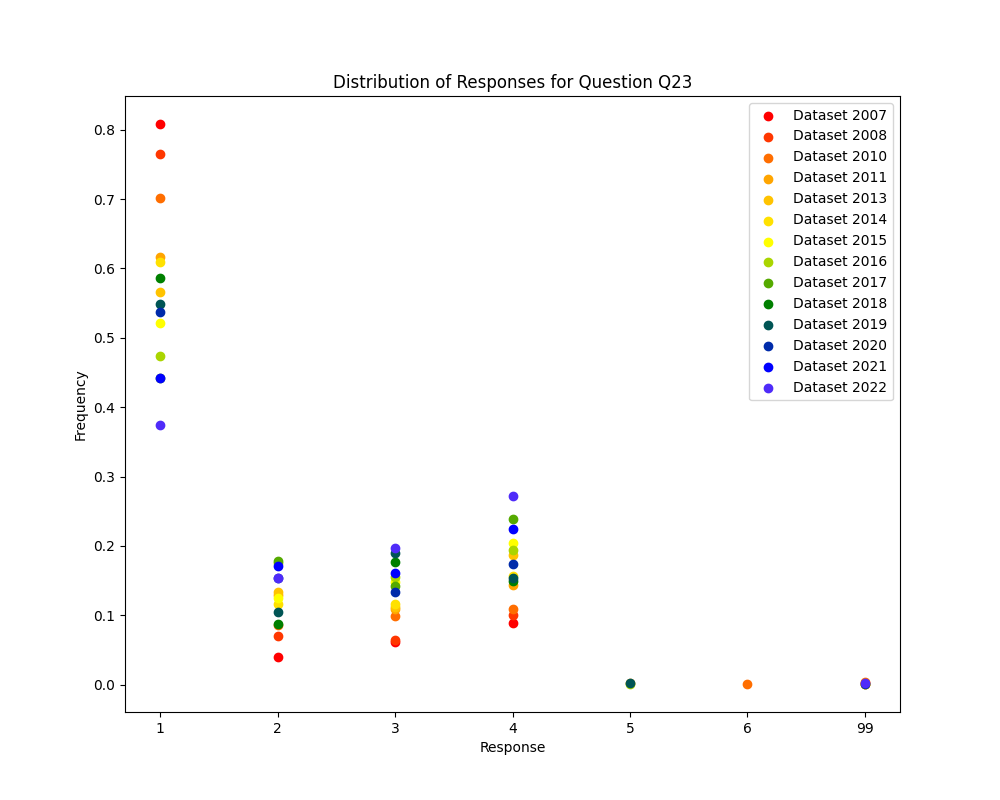 Distribution of Responses for Question Q23
Frequency
0.8
0.7
0.6
0.5
0.4
0.3
0.2
0.1
0.0
Dataset 2007
Dataset 2008
Dataset 2010
Dataset 2011
Dataset 2013
Dataset 2014
Dataset 2015
Dataset 2016
Dataset 2017
Dataset 2018
Dataset 2019
Dataset 2020
Dataset 2021
Dataset 2022
1 2 3 4 5 6 99
Response